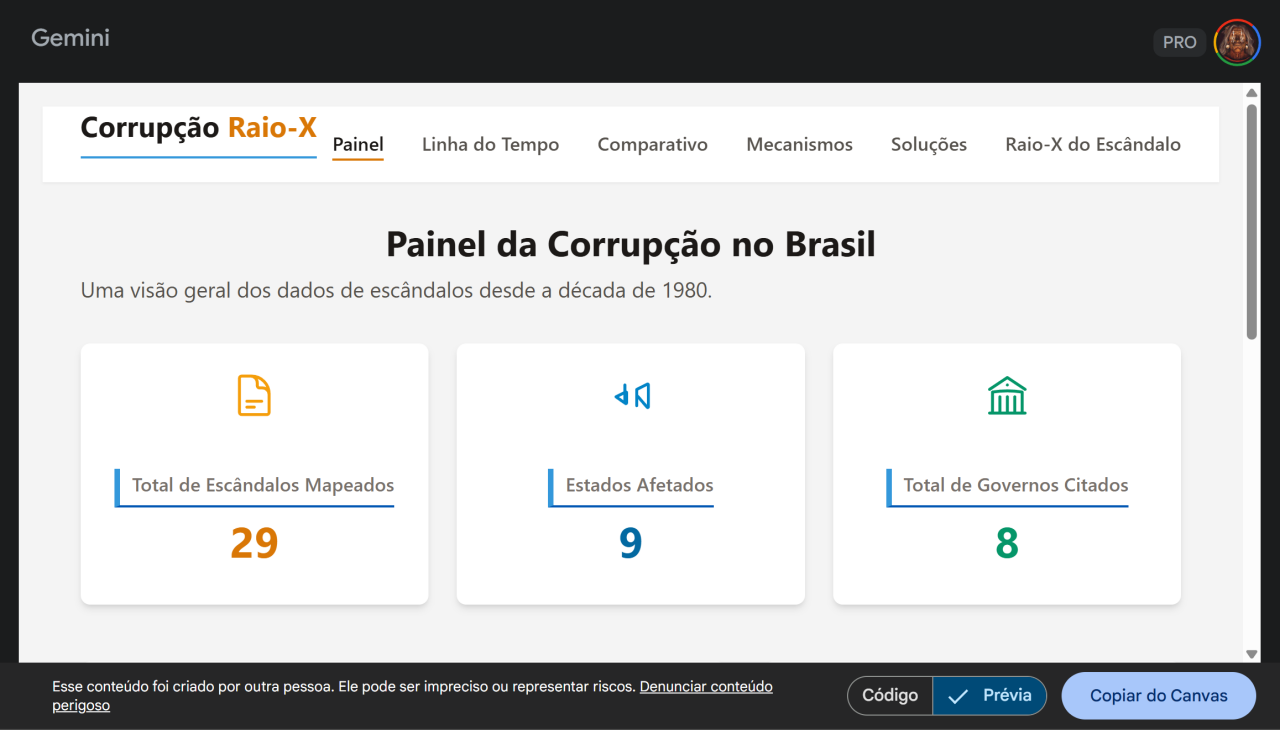 Gemini
PRO
Corrupção Raio-X
Painel
Linha do Tempo
Comparativo
Mecanismos
Soluções
Raio-X do Escândalo
Painel da Corrupção no Brasil
Uma visão geral dos dados de escândalos desde a década de 1980.
Total de Escândalos Mapeados
29
Estados Afetados
9
Total de Governos Citados
8
Esse conteúdo foi criado por outra pessoa. Ele pode ser impreciso ou representar riscos. Denunciar conteúdo
perigoso
Código
Prévia
Copiar do Canvas